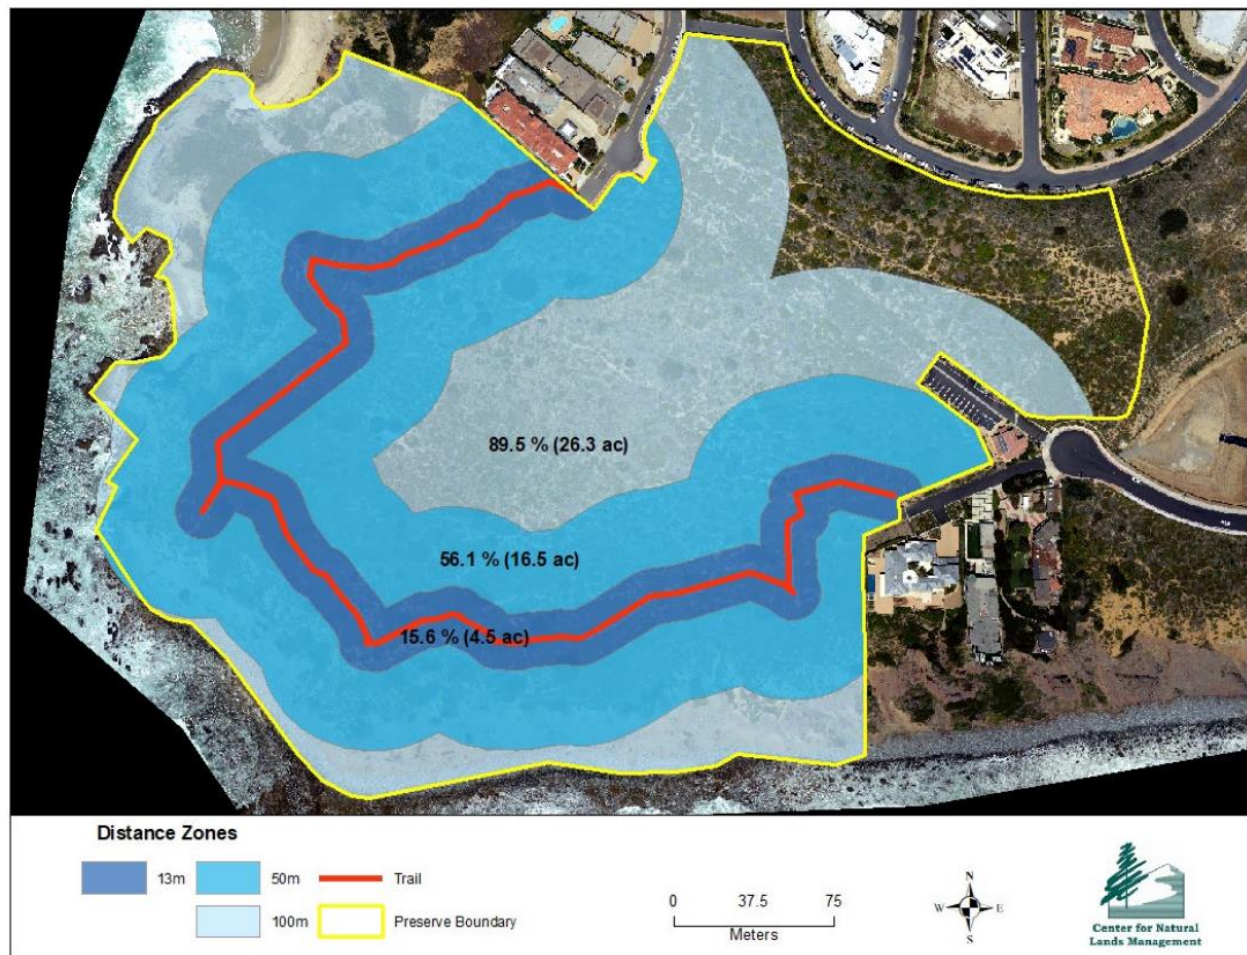 89.5 % (26.3 ac)
56.1 % (16.5 ac)
15.6 % (4.5 ac)
Distance Zones
13m
50m
Trail
100m
Preserve Boundary
0 37.5 75
Meters
N
W E
S
Center for Natural
Lands Management